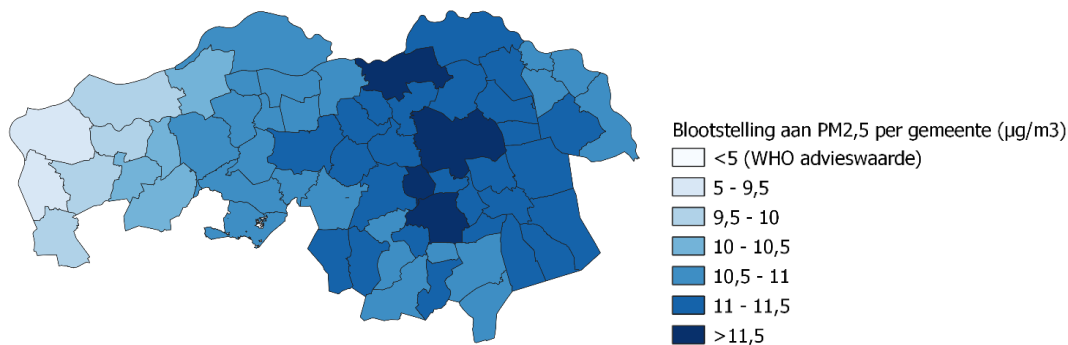 Blootstelling aan PM2,5 per gemeente (µg/m3)
<5 (WHO advieswaarde)
5 - 9,5
9,5 - 10
10 - 10,5
10,5 - 11
11 - 11,5
>11,5